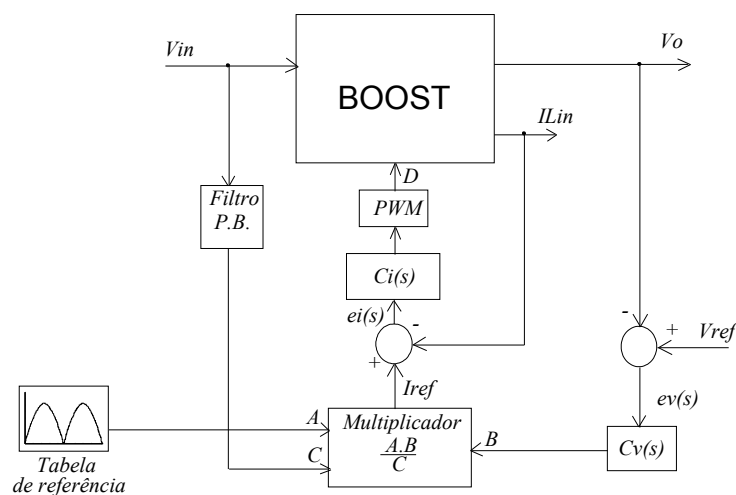 Vin
BOOST
Vo
ILin
D
Filtro
P.B.
PWM
Ci(s)
ei(s)
-
-
+
Vref
+
Iref
ev(s)
A
Multiplicador
A.B
C
B
C
Cv(s)
Tabela
de referência